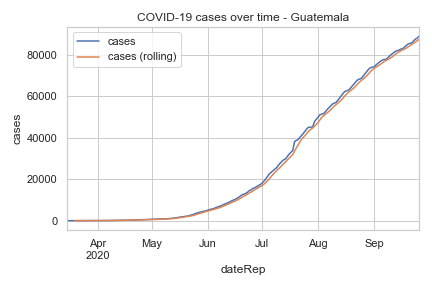 COVID-19 cases over time - Guatemala
cases
cases (rolling)
80000
60000
40000
20000
0
cases
Apr May Jun Jul Aug Sep
2020
dateRep